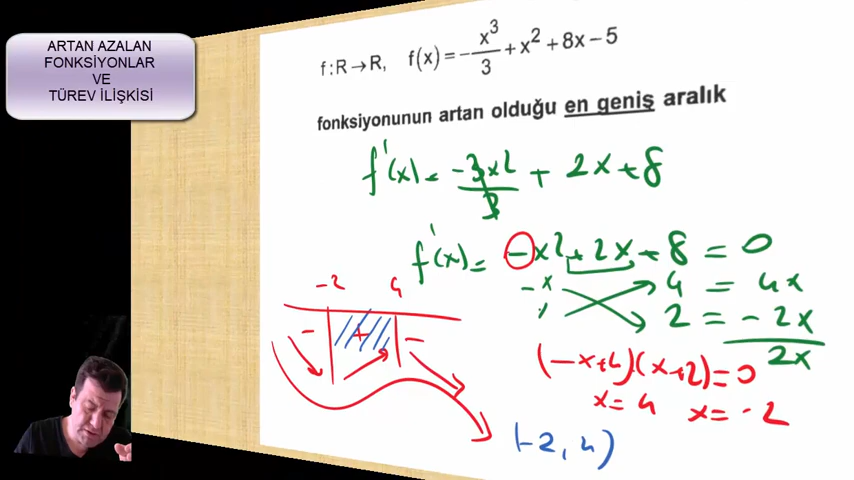 ARTAN AZALAN
FONKSİYONLAR
VE
TÜREV İLİŞKİSİ
f : R → R, f(x) = -x³/3 + x² + 8x - 5
fonksiyonunun artan olduğu en geniş aralık
f'(x) = -3x²/3 + 2x + 8
f'(x) = -x² + 2x + 8 = 0
-x 4 = 4x
x 2 = -2x
2x
(-x+4).(x+2)=0
x = 4 x = -2
-2 4
- + -
(-2, 4)